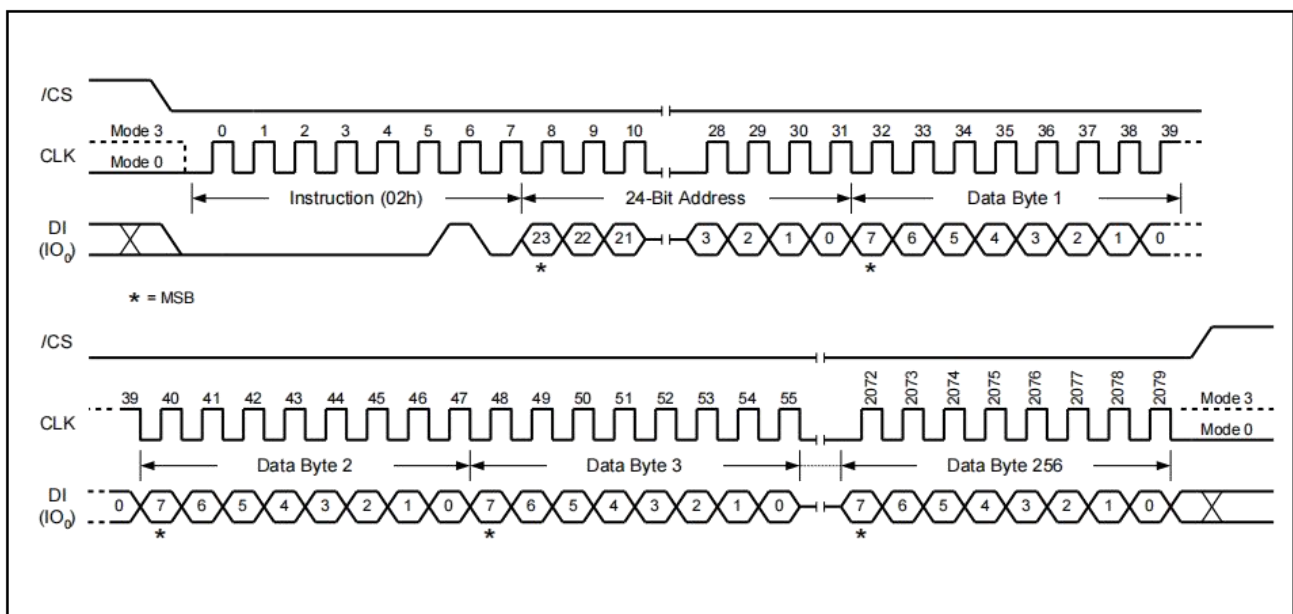 /CS
Mode 3 0 1 2 3 4 5 6 7 8 9 10 28 29 30 31 32 33 34 35 36 37 38 39
CLK
Mode 0
Instruction (02h) 24-Bit Address Data Byte 1
DI
(IO₀)
23 22 21 3 2 1 0 7 6 5 4 3 2 1 0
* *
* = MSB
/CS
39 40 41 42 43 44 45 46 47 48 49 50 51 52 53 54 55 2072 2073 2074 2075 2076 2077 2078 2079 Mode 3
CLK
Mode 0
Data Byte 2 Data Byte 3 Data Byte 256
DI
(IO₀)
0 7 6 5 4 3 2 1 0 7 6 5 4 3 2 1 0 7 6 5 4 3 2 1 0
* * *